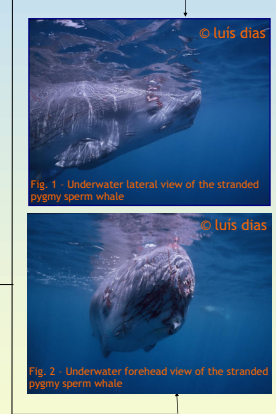 © luís dias
Fig. 1 - Underwater lateral view of the stranded
pygmy sperm whale
© luís dias
Fig. 2 - Underwater forehead view of the stranded
pygmy sperm whale